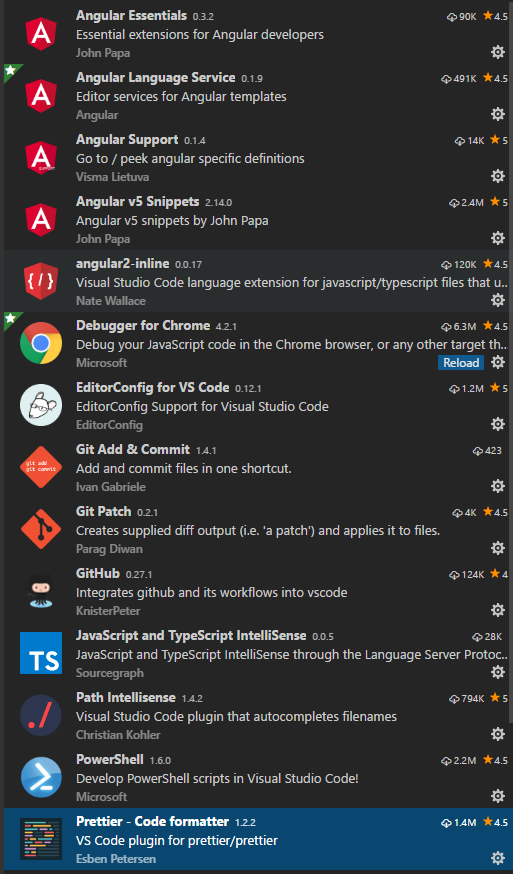 Angular Essentials 0.3.2 90K 4.5
Essential extensions for Angular developers
John Papa
Angular Language Service 0.1.9 491K 4.5
Editor services for Angular templates
Angular
Angular Support 0.1.4 14K 5
SUPPORT
Go to / peek angular specific definitions
Visma Lietuva
Angular v5 Snippets 2.14.0 2.4M 5
Angular v5 snippets by John Papa
John Papa
angular2-inline 0.0.17 120K 4.5
Visual Studio Code language extension for javascript/typescript files that u...
Nate Wallace
Debugger for Chrome 4.2.1 6.3M 4.5
Debug your JavaScript code in the Chrome browser, or any other target th...
Microsoft Reload
EditorConfig for VS Code 0.12.1 1.2M 5
EditorConfig Support for Visual Studio Code
EditorConfig
Git Add & Commit 1.4.1 423
git add
git commit
Add and commit files in one shortcut.
Ivan Gabriele
Git Patch 0.2.1 4K 4.5
Creates supplied diff output (i.e. 'a patch') and applies it to files.
Parag Diwan
GitHub 0.27.1 124K 4
Integrates github and its workflows into vscode
KnisterPeter
JavaScript and TypeScript IntelliSense 0.0.5 28K
TS
JavaScript and TypeScript IntelliSense through the Language Server Protoc...
Sourcegraph
Path Intellisense 1.4.2 794K 5
Visual Studio Code plugin that autocompletes filenames
Christian Kohler
PowerShell 1.6.0 2.2M 4.5
Develop PowerShell scripts in Visual Studio Code!
Microsoft
Prettier - Code formatter 1.2.2 1.4M 4.5
VS Code plugin for prettier/prettier
Esben Petersen